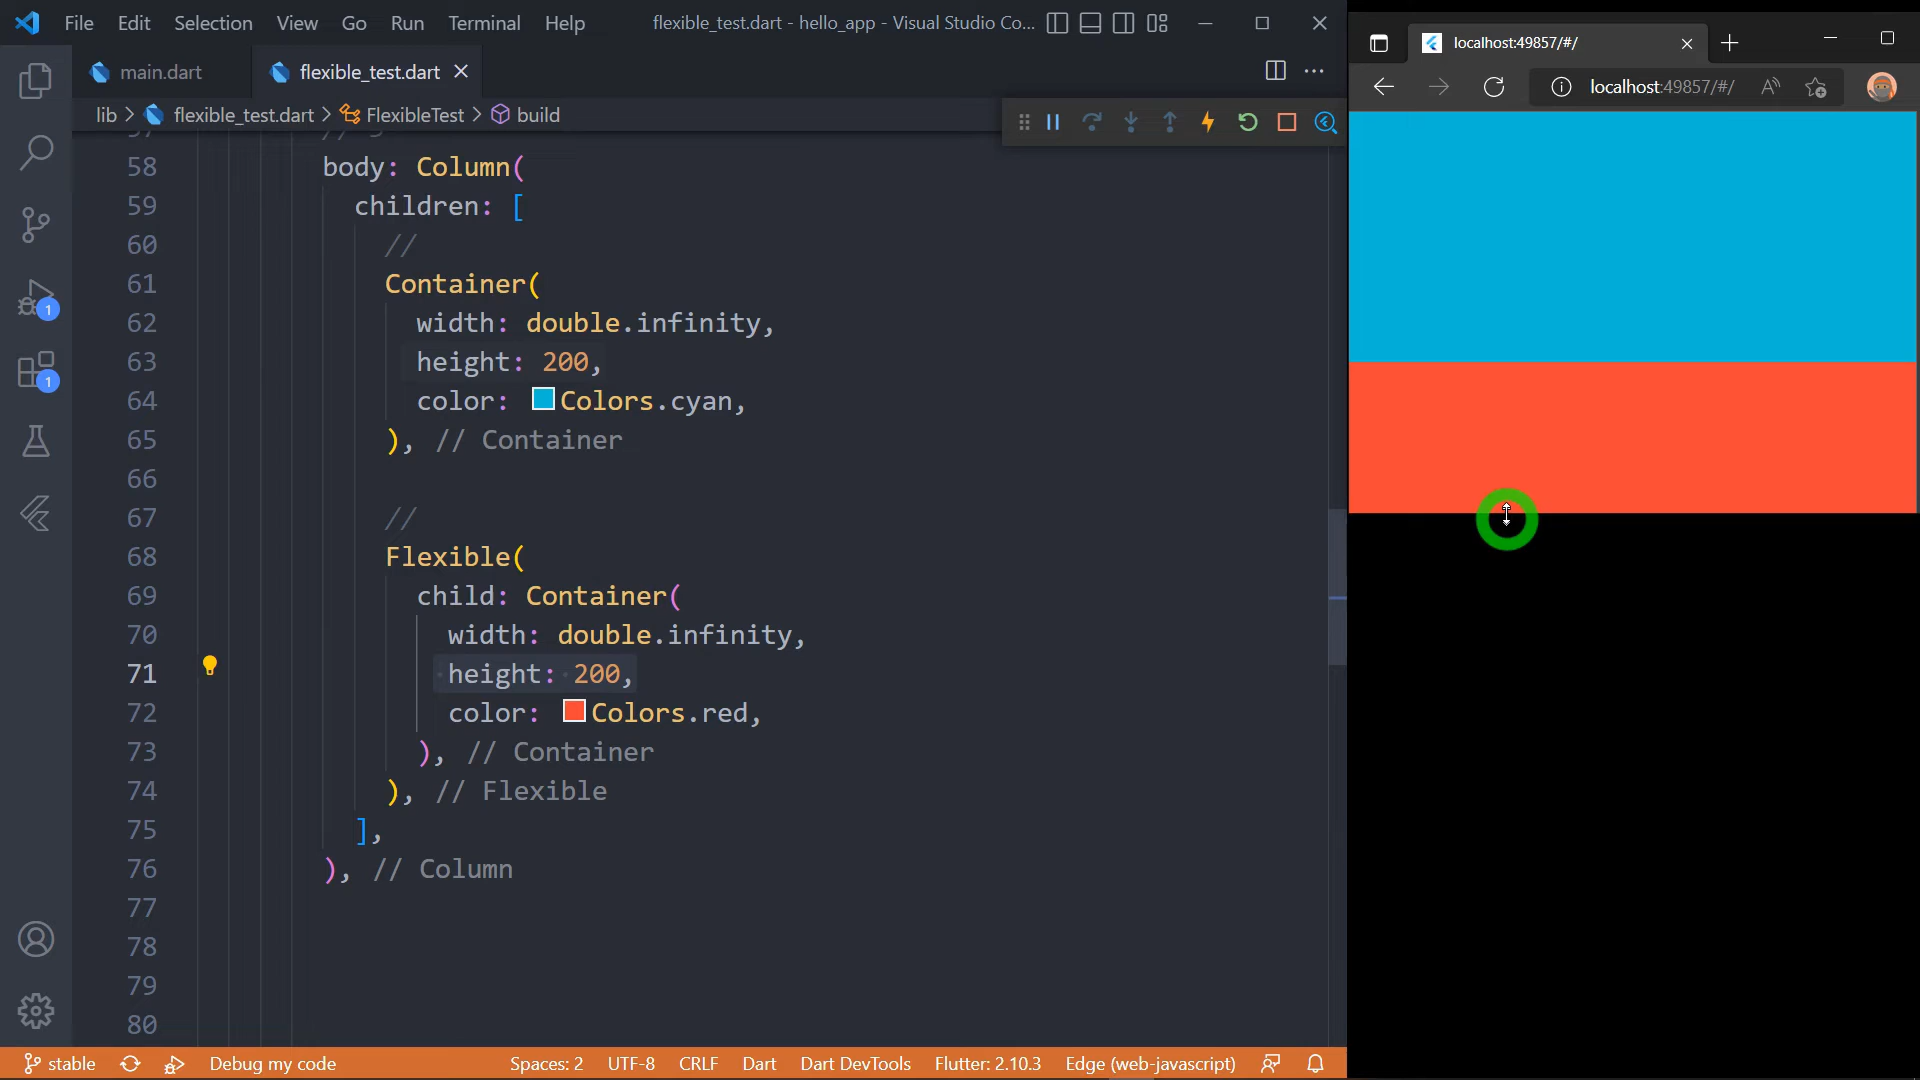 File Edit Selection View Go Run Terminal Help flexible_test.dart - hello_app - Visual Studio Co...
localhost:49857/#/
main.dart flexible_test.dart
localhost:49857/#/
lib > flexible_test.dart > FlexibleTest > build
58 body: Column(
59 children: [
60 //
61 Container(
62 width: double.infinity,
63 height: 200,
64 color: Colors.cyan,
65 ), // Container
66
67 //
68 Flexible(
69 child: Container(
70 width: double.infinity,
71 height: 200,
72 color: Colors.red,
73 ), // Container
74 ), // Flexible
75 ],
76 ), // Column
77
78
79
80
1
1
stable Debug my code Spaces: 2 UTF-8 CRLF Dart Dart DevTools Flutter: 2.10.3 Edge (web-javascript)